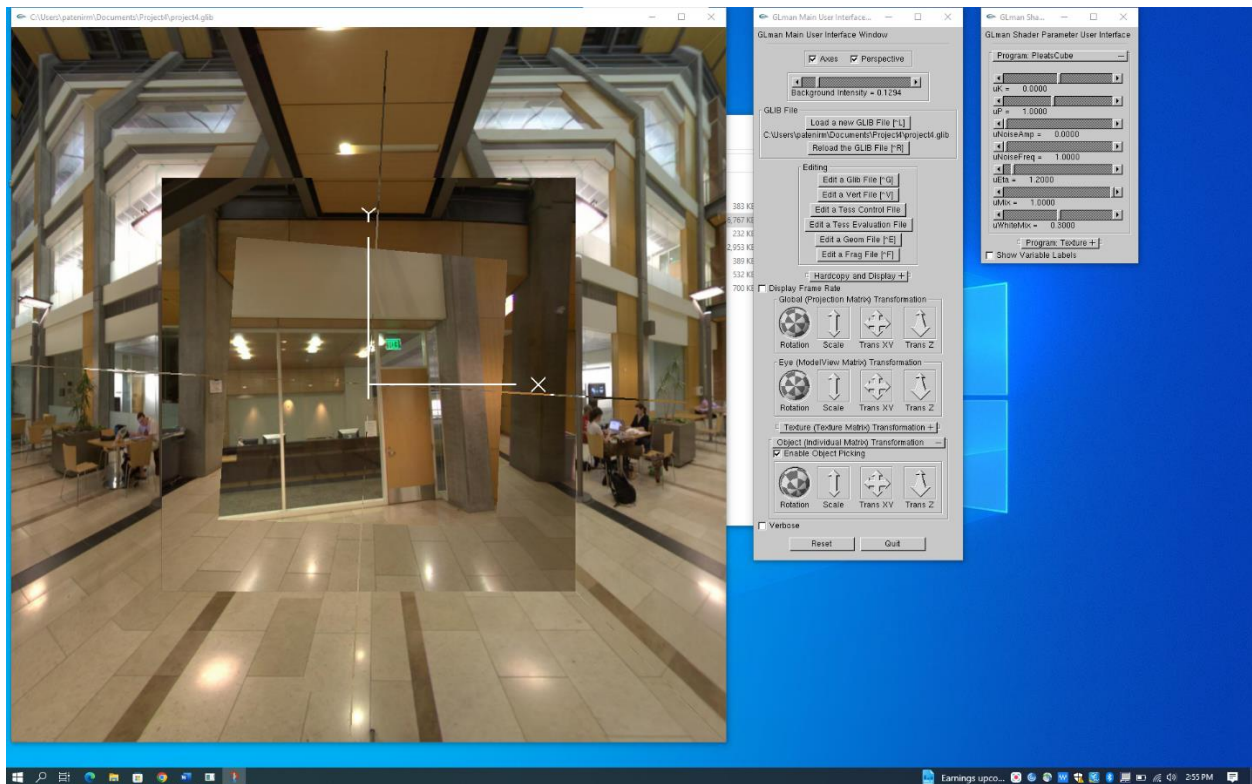 C:\Users\patenirm\Documents\Project4\project4.glib
Y
X
GLman Main User Interface...
GLman Main User Interface Window
Axes
Perspective
Background Intensity = 0.1294
GLIB File
Load a new GLIB File [^L]
C:\Users\patenirm\Documents\Project4\project4.glib
Reload the GLIB File [^R]
Editing
Edit a Glib File [^G]
Edit a Vert File [^V]
Edit a Tess Control File
Edit a Tess Evaluation File
Edit a Geom File [^E]
Edit a Frag File [^F]
Hardcopy and Display +
Display Frame Rate
Global (Projection Matrix) Transformation
Rotation Scale Trans XY Trans Z
Eye (ModelView Matrix) Transformation
Rotation Scale Trans XY Trans Z
Texture (Texture Matrix) Transformation +
Object (Individual Matrix) Transformation —
Enable Object Picking
Rotation Scale Trans XY Trans Z
Verbose
Reset
Quit
383 KB
232 KB
389 KB
532 KB
700 KB
GLman Sha...
GLman Shader Parameter User Interface
Program: PleatsCube —
uK = 0.0000
uP = 1.0000
uNoiseAmp = 0.0000
uNoiseFreq = 1.0000
uEta = 1.2000
uMix = 1.0000
uWhiteMix = 0.3000
Program: Texture +
Show Variable Labels
Earnings upco...
2:55 PM